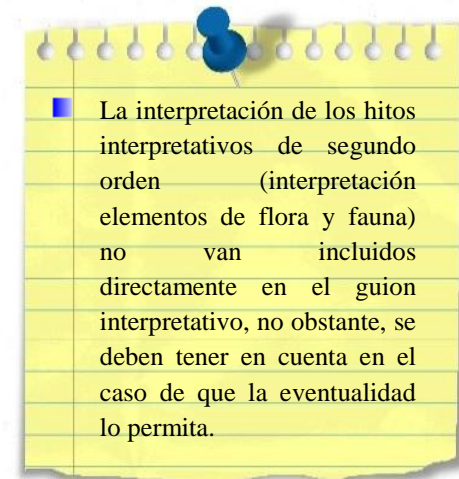 La interpretación de los hitos
interpretativos de segundo
orden (interpretación
elementos de flora y fauna)
no van incluidos
directamente en el guion
interpretativo, no obstante, se
deben tener en cuenta en el
caso de que la eventualidad
lo permita.